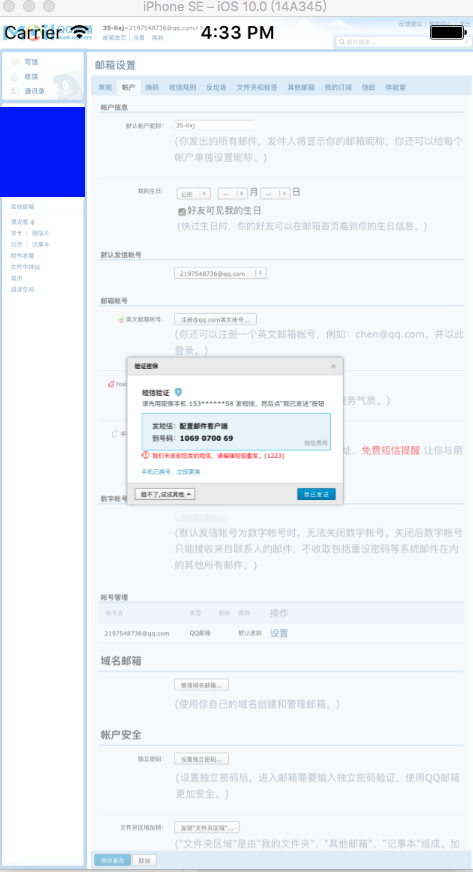 iPhone SE – iOS 10.0 (14A345)
Carrier
4:33 PM
mail.qq.com
35-lixj<2197548736@qq.com>
邮箱首页 | 设置 - 换肤
写信
收信
通讯录
其他邮箱
漂流瓶
贺卡 | 明信片
日历 | 记事本
附件收藏
文件中转站
简历
阅读空间
邮箱设置
常规 帐户 换肤 收信规则 反垃圾 文件夹和标签 其他邮箱 我的订阅 信纸 体验室
帐户信息
默认帐户昵称: 35-lixj
(你发出的所有邮件，发件人将显示你的邮箱昵称，你还可以给每个
帐户单独设置昵称。)
我的生日: 公历 -- 月 -- 日
好友可见我的生日
(快过生日时，你的好友可以在邮箱首页看到你的生日信息。)
默认发信帐号
2197548736@qq.com
邮箱帐号
英文邮箱帐号: 注册@qq.com英文帐号...
(你还可以注册一个英文邮箱帐号，例如：chen@qq.com，并以此
登录。)
fox
务气质。)
验证密保
×
短信验证
请先用密保手机 153******58 发短信，然后点"我已发送"按钮
发短信：配置邮件客户端
到号码：1069 0700 69
短信费用
我们未收到您发的短信，请编辑短信重发。(1223)
手机已换号，立即更换
验不了,试试其他
我已发送
手
址，免费短信提醒 让你与朋
数字帐号
(默认发信帐号为数字帐号时，无法关闭数字帐号。关闭后数字帐号
只能接收来自联系人的邮件，不收取包括重设密码等系统邮件在内
的其他所有邮件。)
帐号管理
帐号名 类型 昵称 皮肤 操作
2197548736@qq.com QQ邮箱 默认皮肤 设置
域名邮箱
管理域名邮箱...
(使用你自己的域名创建和管理邮箱。)
帐户安全
独立密码: 设置独立密码...
(设置独立密码后，进入邮箱需要输入独立密码验证，使用QQ邮箱
更加安全。)
文件夹区域加锁: 加锁"文件夹区域"...
("文件夹区域"是由"我的文件夹"、"其他邮箱"、"记事本"组成。加
保存更改 取消